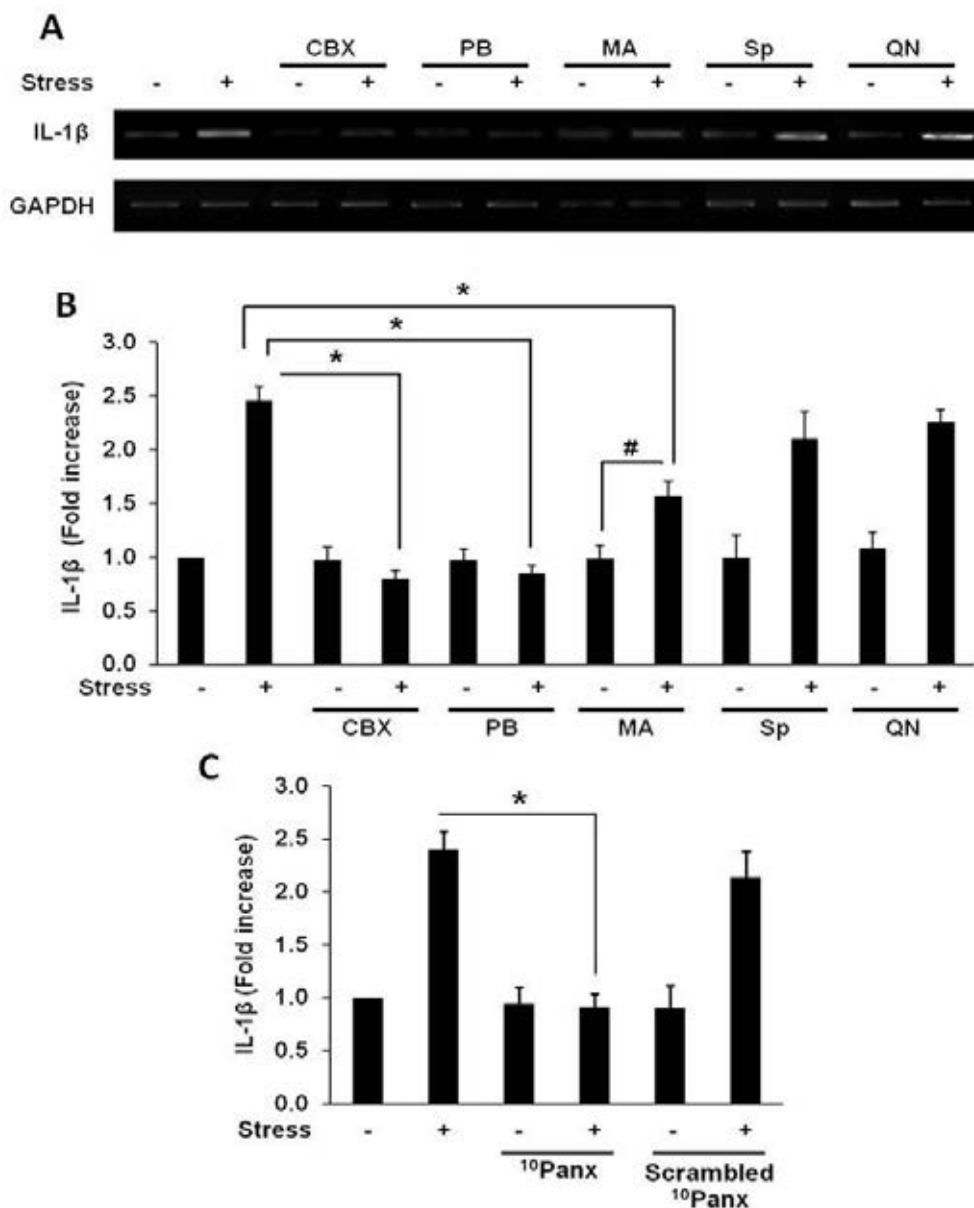 A
CBX PB MA Sp QN
Stress - + - + - + - + - + - +
IL-1β
GAPDH
B
* * * #
IL-1β (Fold increase)
3.0
2.5
2.0
1.5
1.0
0.5
0.0
Stress - + - + - + - + - + - +
CBX PB MA Sp QN
C
*
IL-1β (Fold increase)
3.0
2.5
2.0
1.5
1.0
0.5
0.0
Stress - + - + - +
¹⁰Panx Scrambled
¹⁰Panx